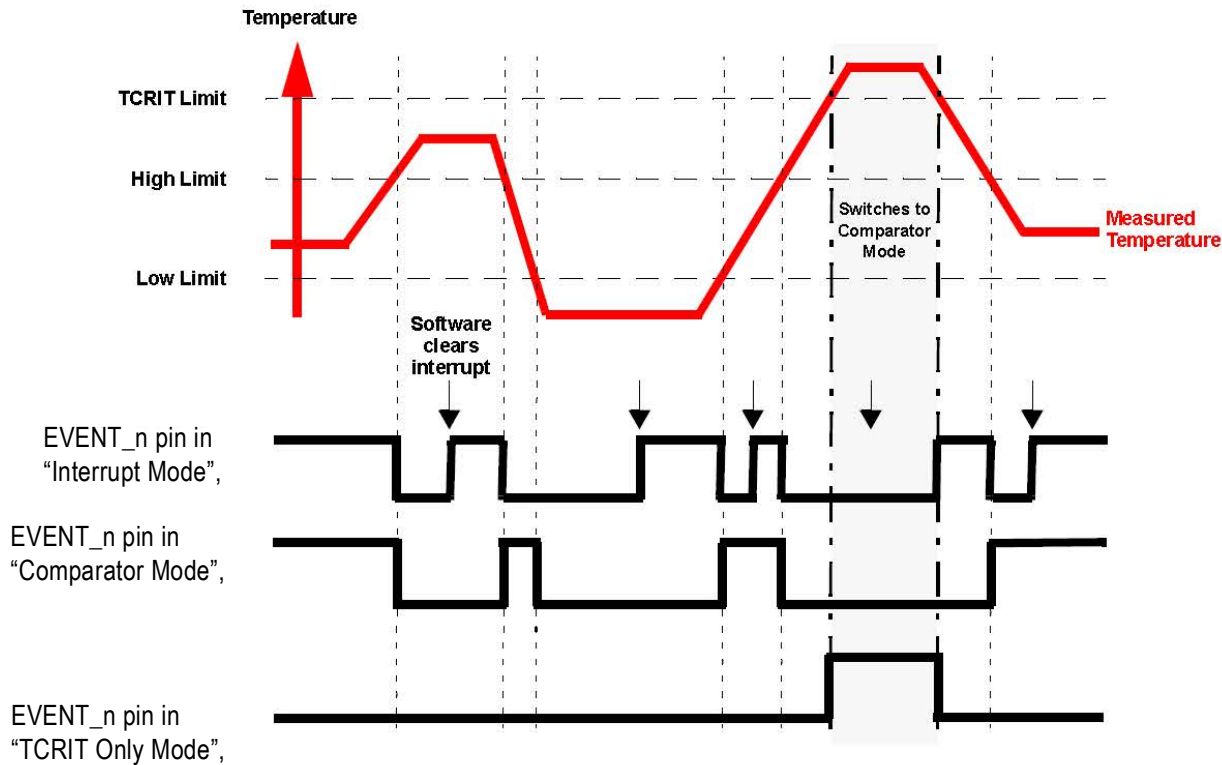 Temperature
TCRIT Limit
High Limit
Switches to
Comparator
Mode
Measured
Temperature
Low Limit
Software
clears
interrupt
EVENT_n pin in
“Interrupt Mode”,
EVENT_n pin in
“Comparator Mode”,
EVENT_n pin in
“TCRIT Only Mode”,